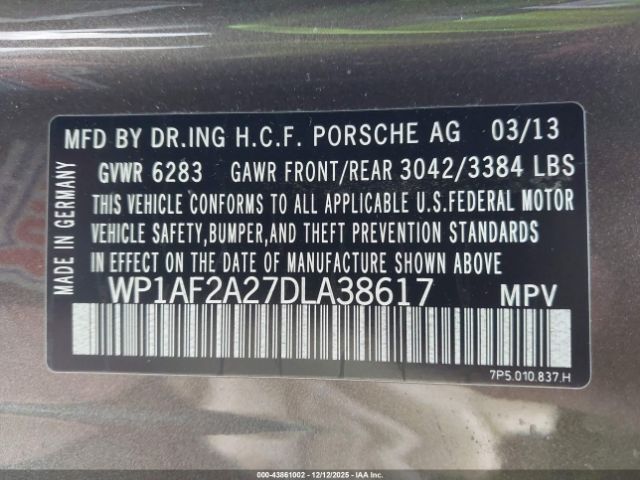 MFD BY DR.ING H.C.F. PORSCHE AG 03/13
GVWR 6283 GAWR FRONT/REAR 3042/3384 LBS
THIS VEHICLE CONFORMS TO ALL APPLICABLE U.S.FEDERAL MOTOR
VEHICLE SAFETY,BUMPER,AND THEFT PREVENTION STANDARDS
IN EFFECT ON THE DATE OF MANUFACTURE SHOWN ABOVE.
WP1AF2A27DLA38617 MPV
7P5.010.837.H
MADE IN GERMANY
000-43861002 • 12/12/2025 • IAAI, Inc.